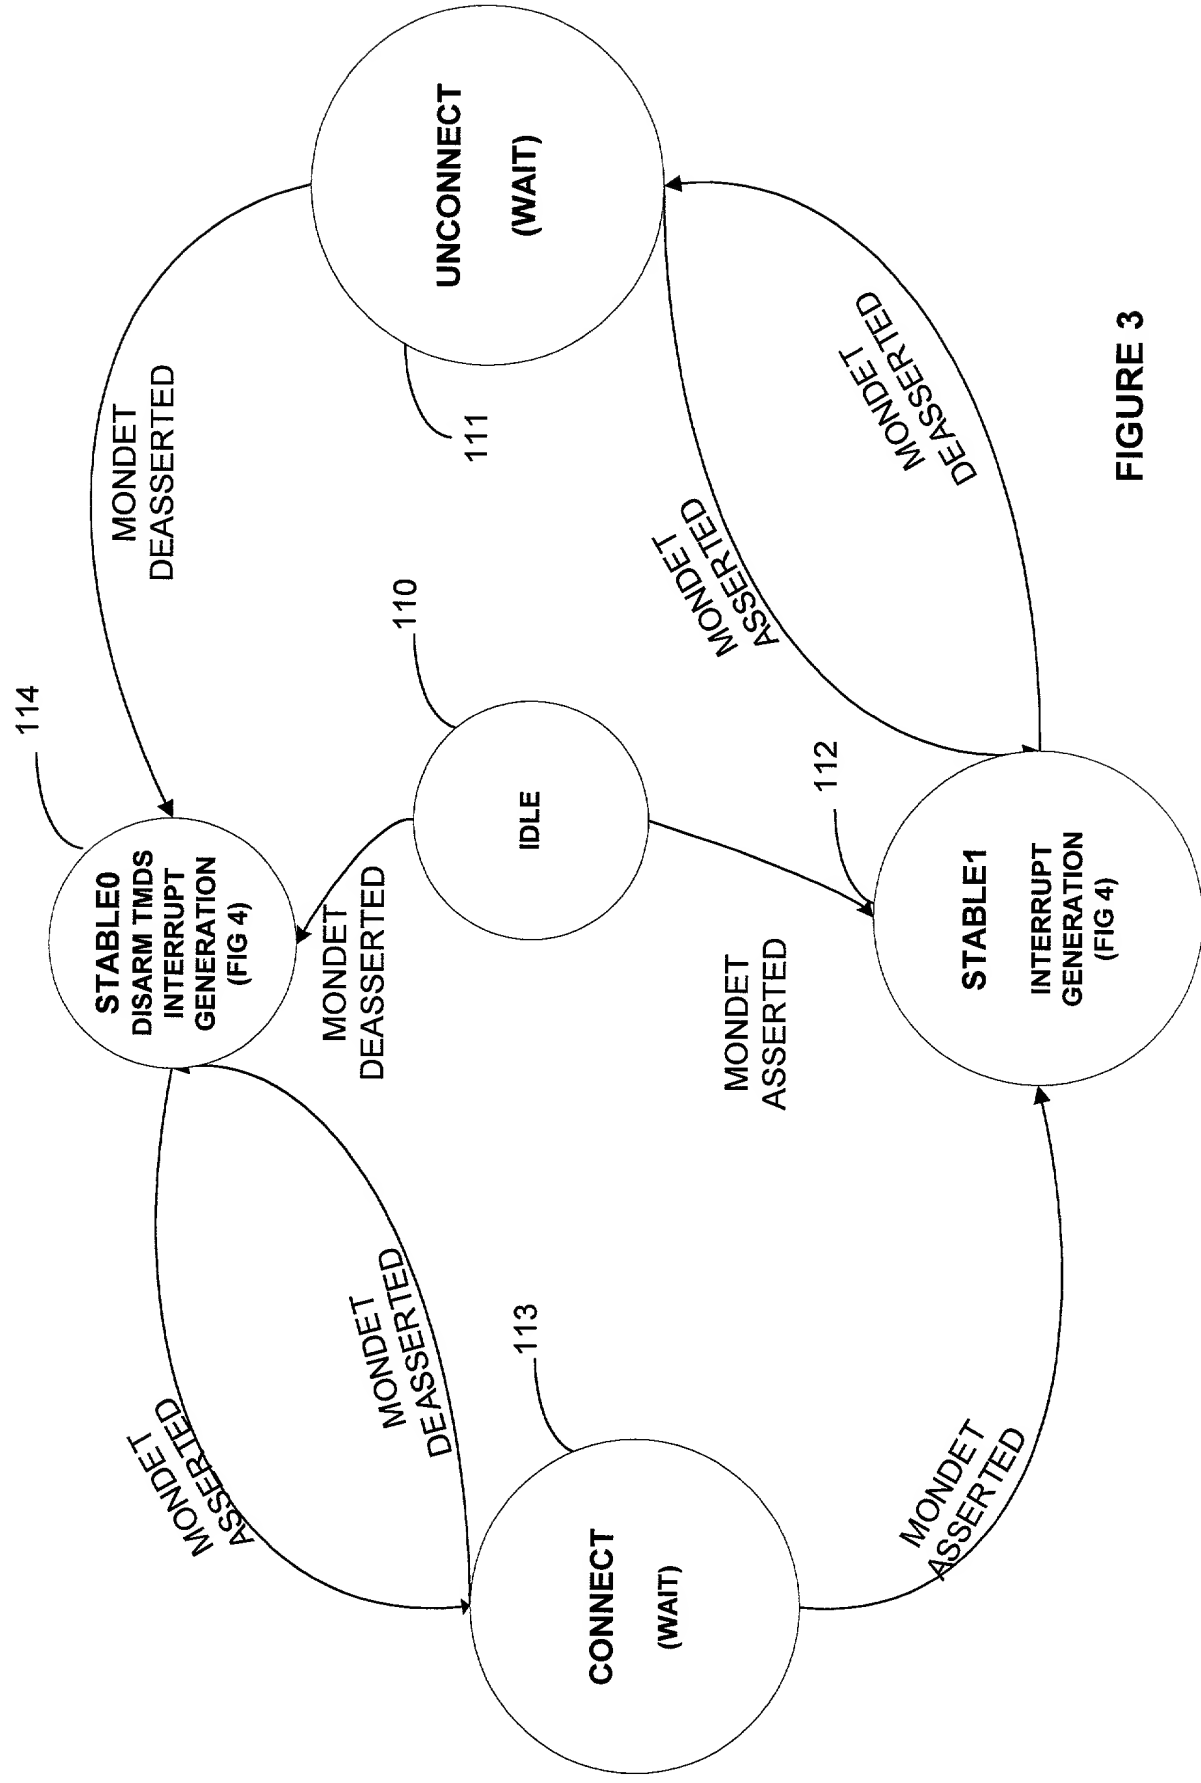 114
STABLE0
DISARM TMDS
INTERRUPT
GENERATION
(FIG 4)
MONDET
DEASSERTED
UNCONNECT
(WAIT)
111
110
IDLE
MONDET
DEASSERTED
MONDET
ASSERTED
MONDET
DEASSERTED
113
CONNECT
(WAIT)
MONDET
ASSERTED
MONDET
ASSERTED
MONDET
DEASSERTED
112
STABLE1
INTERRUPT
GENERATION
(FIG 4)
MONDET
ASSERTED
MONDET
ASSERTED
FIGURE 3